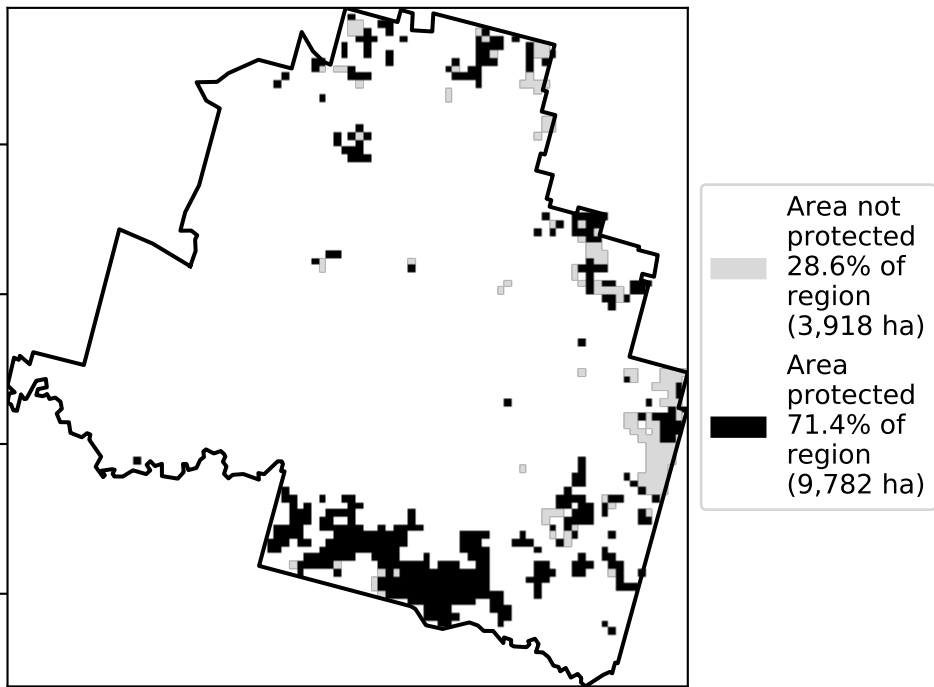 Area not
protected
28.6% of
region
(3,918 ha)
Area
protected
71.4% of
region
(9,782 ha)